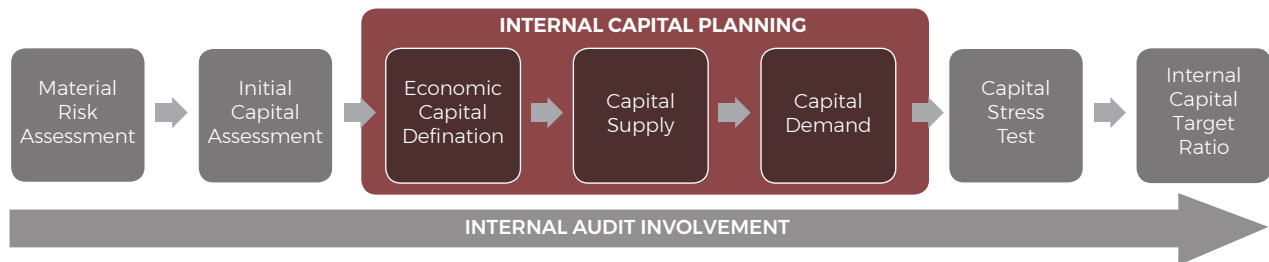 INTERNAL CAPITAL PLANNING
Material
Risk
Assessment
Initial
Capital
Assessment
Economic
Capital
Defination
Capital
Supply
Capital
Demand
Capital
Stress
Test
Internal
Capital
Target
Ratio
INTERNAL AUDIT INVOLVEMENT